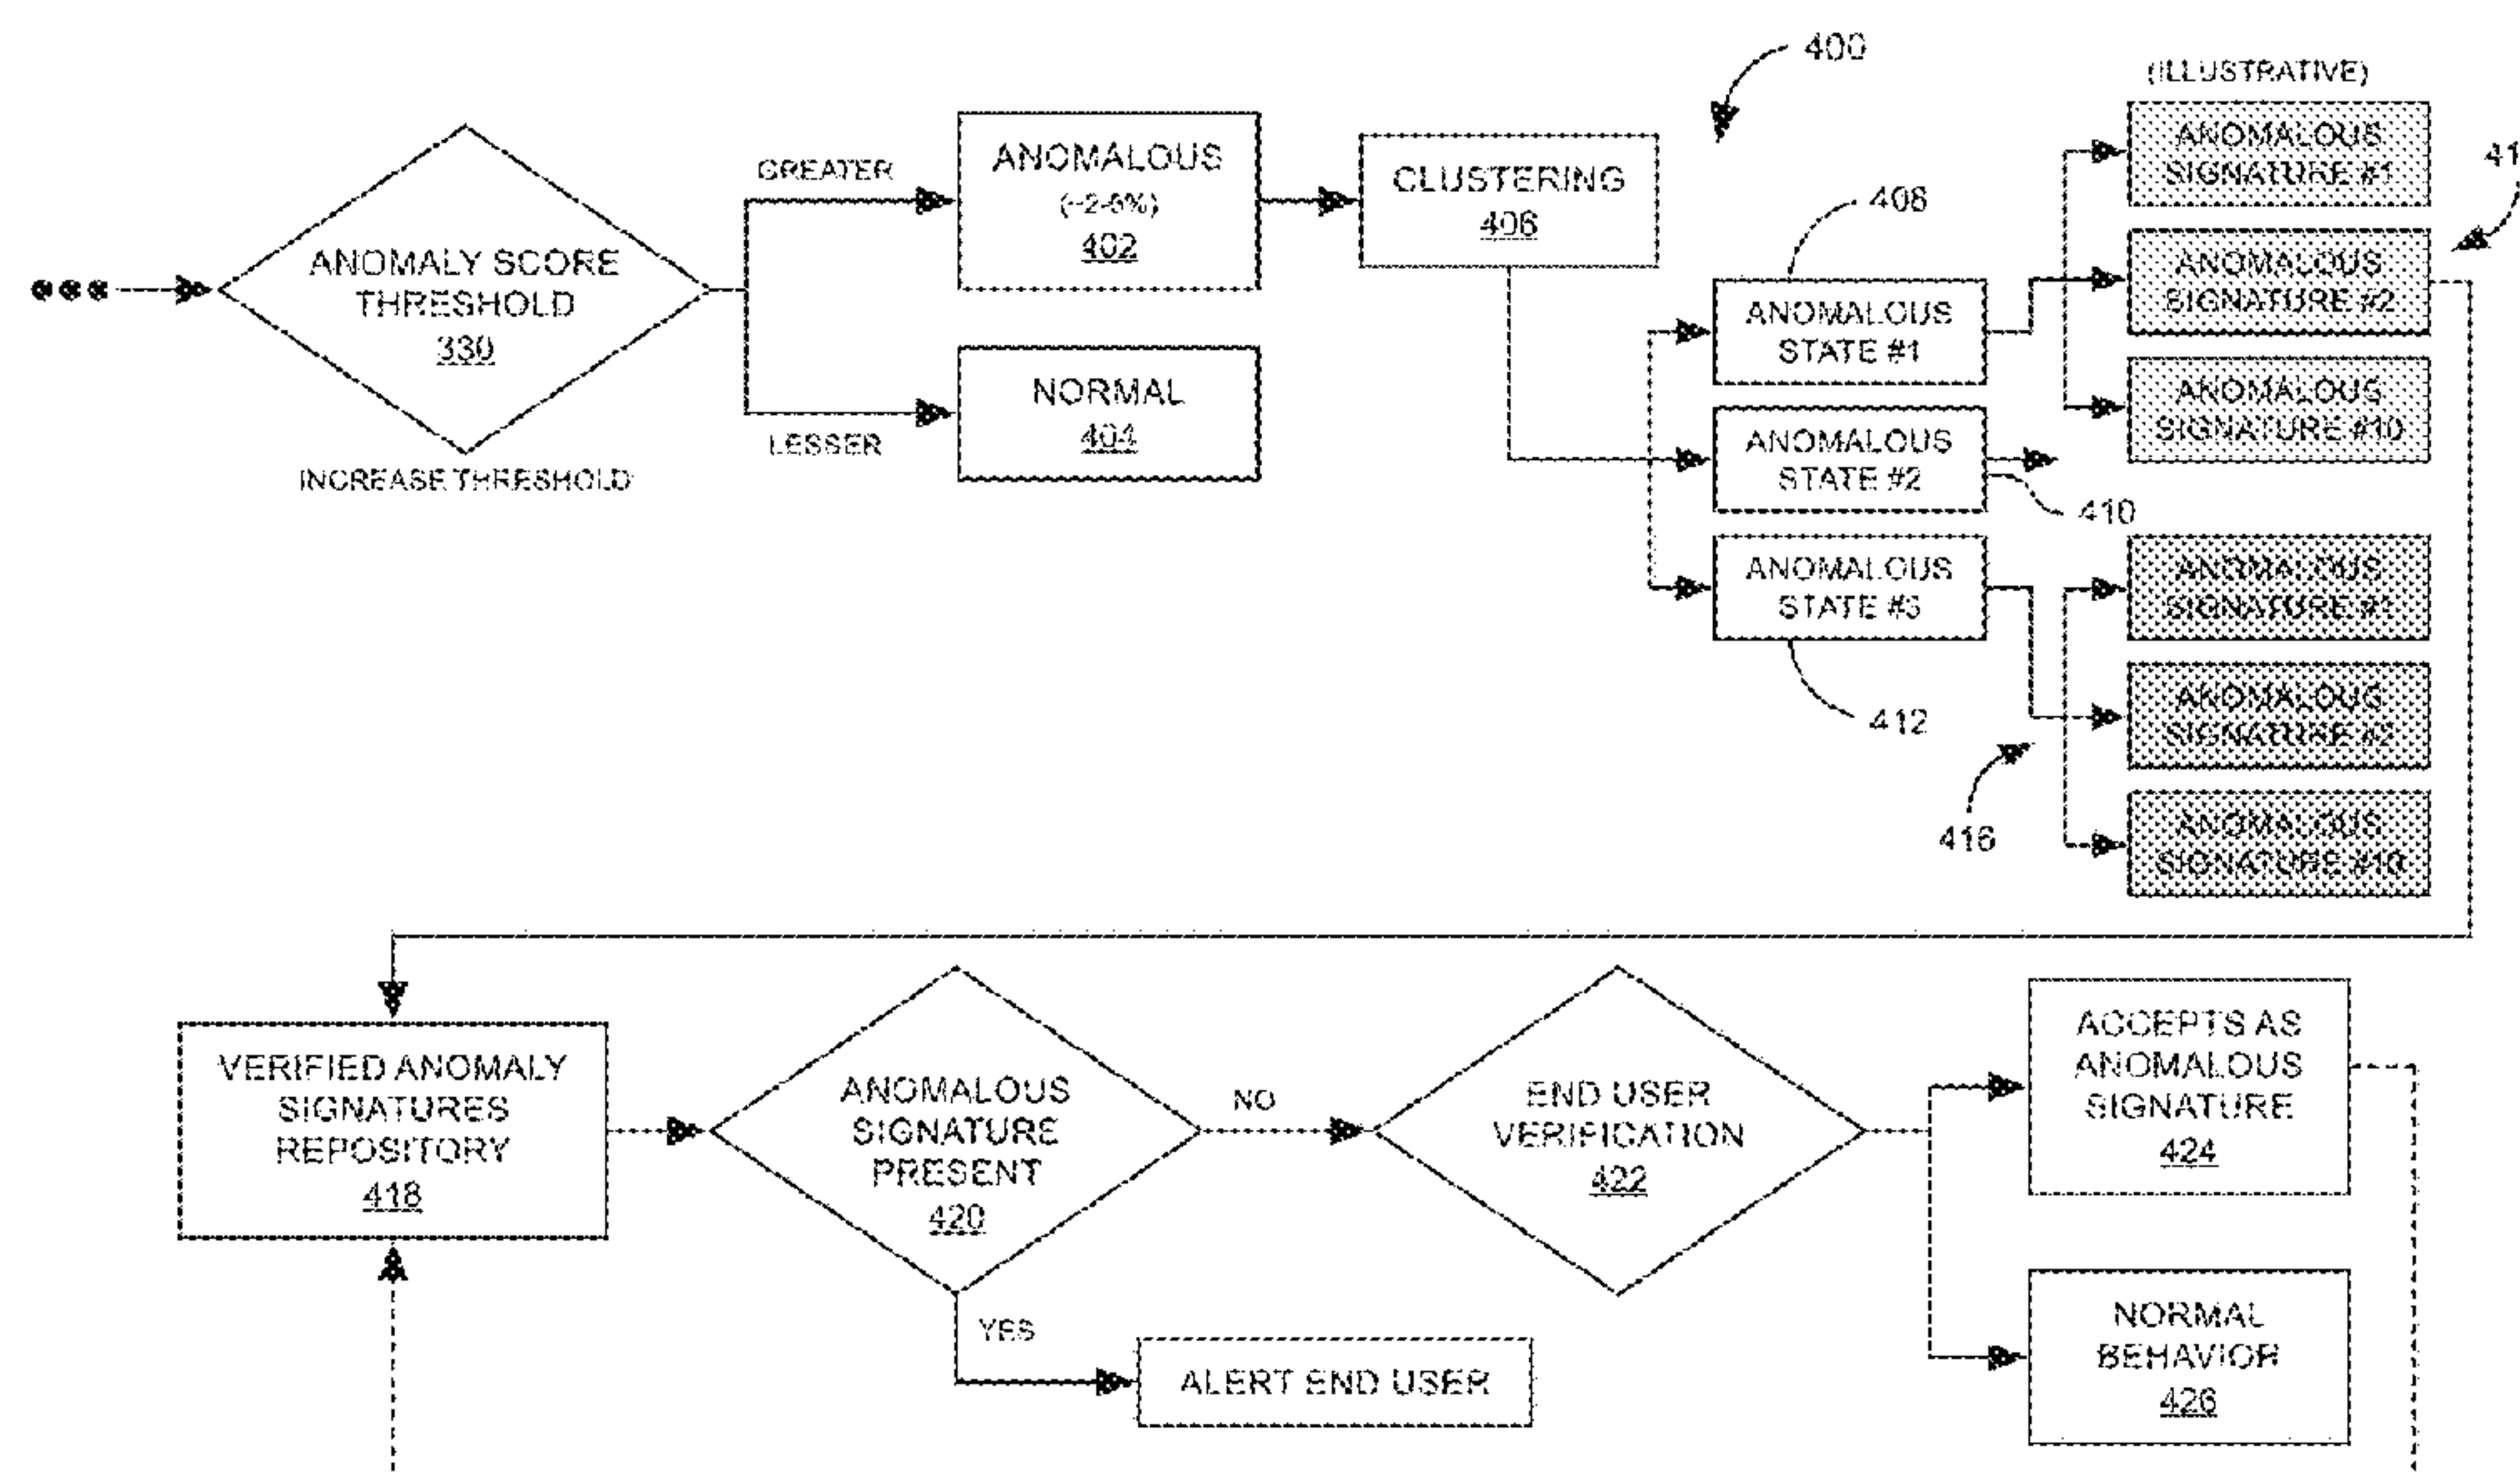 400
(ILLUSTRATIVE)
ANOMALY SCORE
THRESHOLD
330
INCREASE THRESHOLD
GREATER
LESSER
ANOMALOUS
402
NORMAL
404
CLUSTERING
406
408
ANOMALOUS
STATE #1
ANOMALOUS
STATE #2
410
ANOMALOUS
STATE #3
412
ANOMALOUS
SIGNATURE #1
41
ANOMALOUS
SIGNATURE #2
ANOMALOUS
SIGNATURE #10
ANOMALOUS
SIGNATURE #1
ANOMALOUS
SIGNATURE #2
ANOMALOUS
SIGNATURE #10
416
VERIFIED ANOMALY
SIGNATURES
REPOSITORY
418
ANOMALOUS
SIGNATURE
PRESENT
420
NO
YES
ALERT END USER
END USER
VERIFICATION
422
ACCEPTS AS
ANOMALOUS
SIGNATURE
424
NORMAL
BEHAVIOR
426